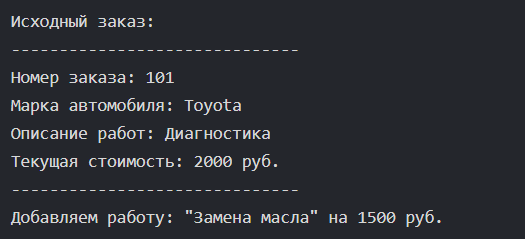 Исходный заказ:
------------------------------
Номер заказа: 101
Марка автомобиля: Toyota
Описание работ: Диагностика
Текущая стоимость: 2000 руб.
------------------------------
Добавляем работу: "Замена масла" на 1500 руб.